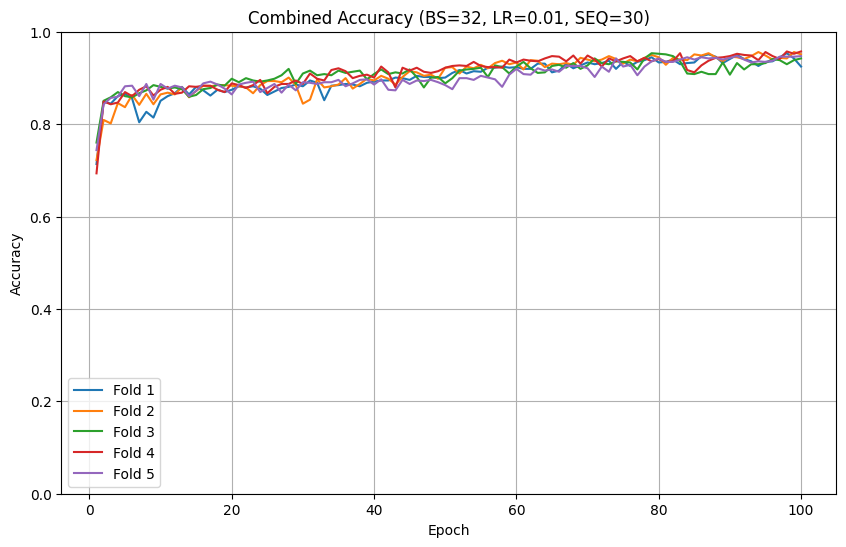 Combined Accuracy (BS=32, LR=0.01, SEQ=30)
1.0
0.8
0.6
0.4
0.2
0.0
Accuracy
Fold 1
Fold 2
Fold 3
Fold 4
Fold 5
0 20 40 60 80 100
Epoch